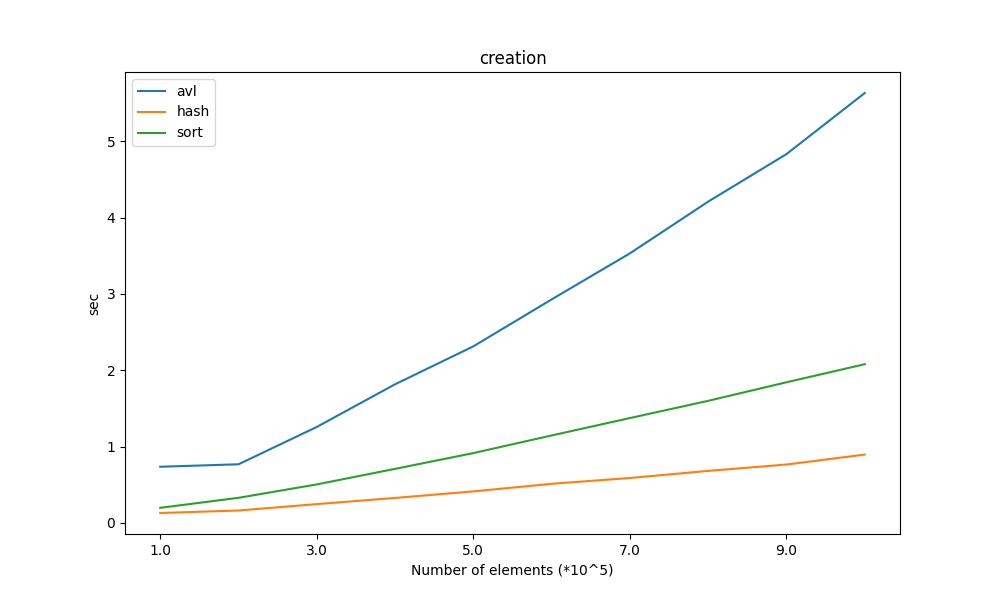 creation
avl
hash
sort
5
4
3
2
1
0
sec
1.0 3.0 5.0 7.0 9.0
Number of elements (*10^5)